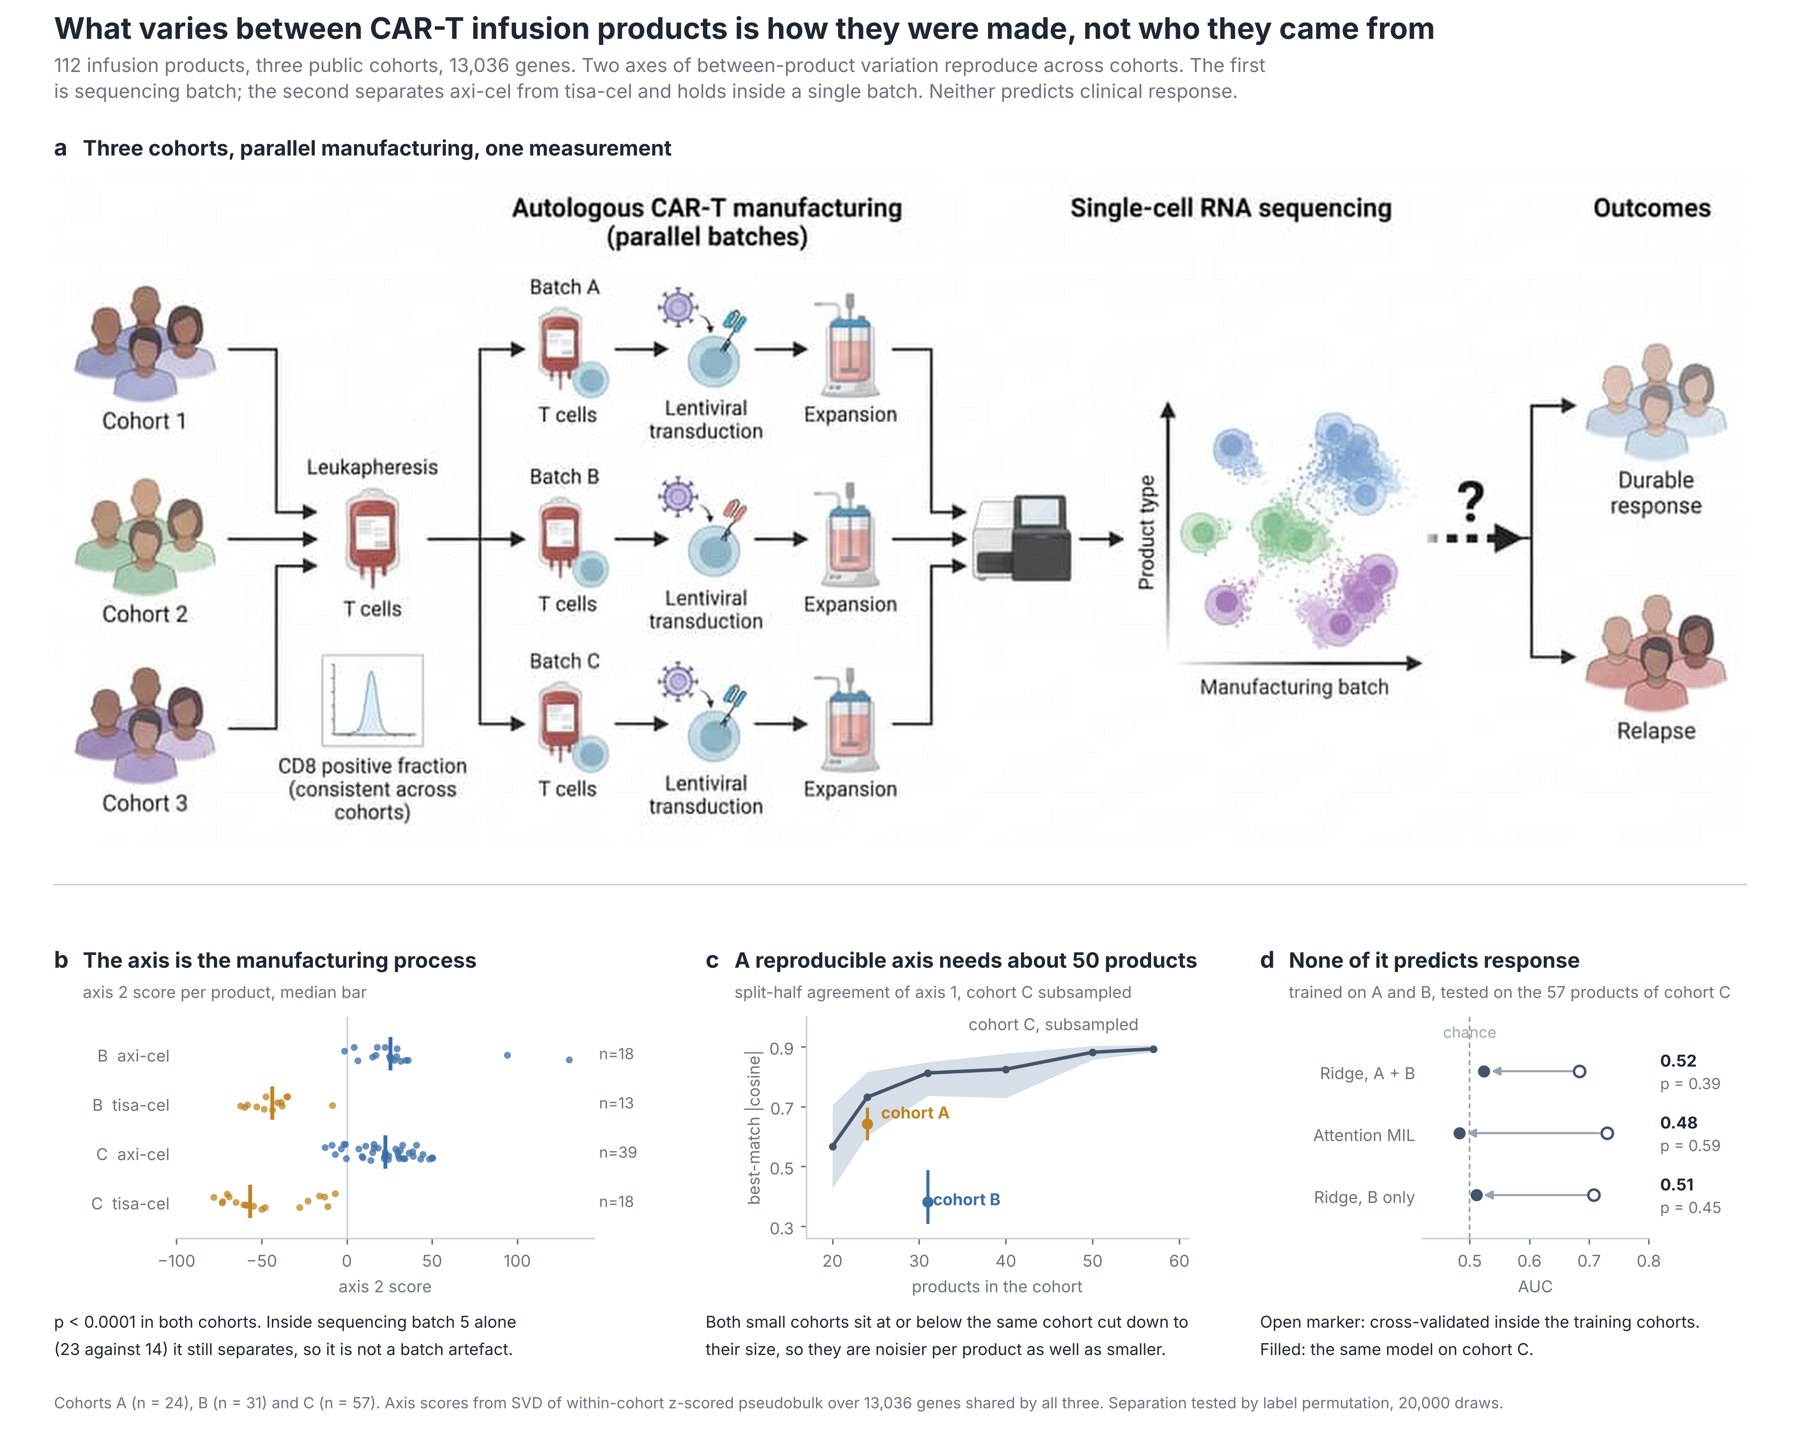 What varies between CAR-T infusion products is how they were made, not who they came from
112 infusion products, three public cohorts, 13,036 genes. Two axes of between-product variation reproduce across cohorts. The first
is sequencing batch; the second separates axi-cel from tisa-cel and holds inside a single batch. Neither predicts clinical response.
a Three cohorts, parallel manufacturing, one measurement
Autologous CAR-T manufacturing
(parallel batches)
Single-cell RNA sequencing
Outcomes
Cohort 1
Cohort 2
Cohort 3
Leukapheresis
T cells
CD8 positive fraction
(consistent across
cohorts)
Batch A
T cells
Lentiviral
transduction
Expansion
Batch B
T cells
Lentiviral
transduction
Expansion
Batch C
T cells
Lentiviral
transduction
Expansion
Product type
Manufacturing batch
?
Durable
response
Relapse
b The axis is the manufacturing process
axis 2 score per product, median bar
B axi-cel
n=18
B tisa-cel
n=13
C axi-cel
n=39
C tisa-cel
n=18
−100 −50 0 50 100
axis 2 score
p < 0.0001 in both cohorts. Inside sequencing batch 5 alone
(23 against 14) it still separates, so it is not a batch artefact.
c A reproducible axis needs about 50 products
split-half agreement of axis 1, cohort C subsampled
cohort C, subsampled
best-match |cosine|
0.9
0.7
0.5
0.3
cohort A
cohort B
20 30 40 50 60
products in the cohort
Both small cohorts sit at or below the same cohort cut down to
their size, so they are noisier per product as well as smaller.
d None of it predicts response
trained on A and B, tested on the 57 products of cohort C
chance
Ridge, A + B
0.52
p = 0.39
Attention MIL
0.48
p = 0.59
Ridge, B only
0.51
p = 0.45
0.5 0.6 0.7 0.8
AUC
Open marker: cross-validated inside the training cohorts.
Filled: the same model on cohort C.
Cohorts A (n = 24), B (n = 31) and C (n = 57). Axis scores from SVD of within-cohort z-scored pseudobulk over 13,036 genes shared by all three. Separation tested by label permutation, 20,000 draws.